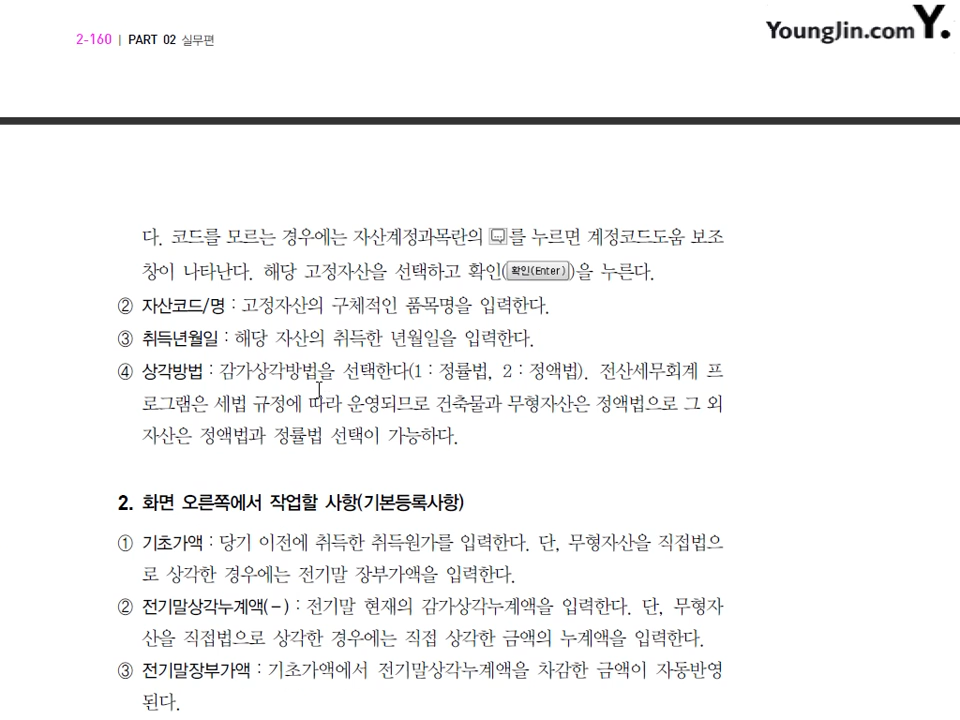 2-160 | PART 02 실무편
YoungJin.com Y.
다. 코드를 모르는 경우에는 자산계정과목란의 를 누르면 계정코드도움 보조
창이 나타난다. 해당 고정자산을 선택하고 확인(확인(Enter))을 누른다.
② 자산코드/명 : 고정자산의 구체적인 품목명을 입력한다.
③ 취득년월일 : 해당 자산의 취득한 년월일을 입력한다.
④ 상각방법 : 감가상각방법을 선택한다(1 : 정률법, 2 : 정액법). 전산세무회계 프
로그램은 세법 규정에 따라 운영되므로 건축물과 무형자산은 정액법으로 그 외
자산은 정액법과 정률법 선택이 가능하다.
2. 화면 오른쪽에서 작업할 사항(기본등록사항)
① 기초가액 : 당기 이전에 취득한 취득원가를 입력한다. 단, 무형자산을 직접법으
로 상각한 경우에는 전기말 장부가액을 입력한다.
② 전기말상각누계액(-) : 전기말 현재의 감가상각누계액을 입력한다. 단, 무형자
산을 직접법으로 상각한 경우에는 직접 상각한 금액의 누계액을 입력한다.
③ 전기말장부가액 : 기초가액에서 전기말상각누계액을 차감한 금액이 자동반영
된다.